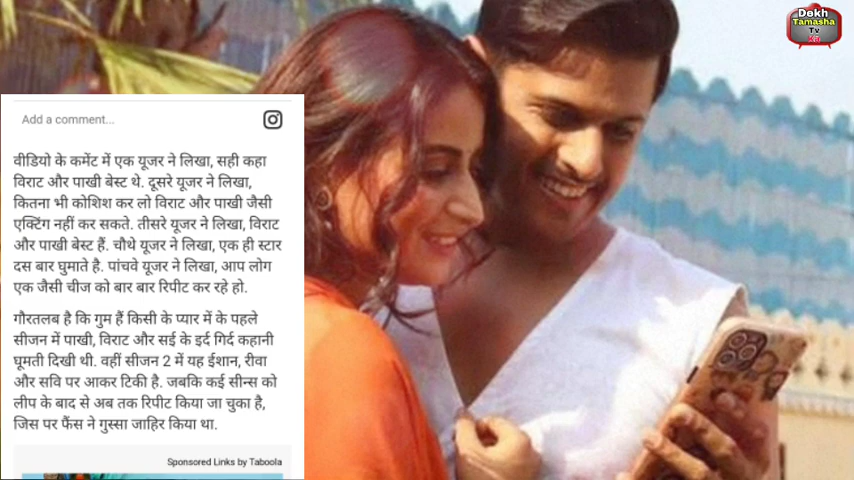 Dekh
Tamasha
Tv
Add a comment...
वीडियो के कमेंट में एक यूजर ने लिखा, सही कहा
विराट और पाखी बेस्ट थे. दूसरे यूजर ने लिखा,
कितना भी कोशिश कर लो विराट और पाखी जैसी
एक्टिंग नहीं कर सकते. तीसरे यूजर ने लिखा, विराट
और पाखी बेस्ट हैं. चौथे यूजर ने लिखा, एक ही स्टार
दस बार घुमाते है. पांचवे यूजर ने लिखा, आप लोग
एक जैसी चीज को बार बार रिपीट कर रहे हो.
गौरतलब है कि गुम हैं किसी के प्यार में के पहले
सीजन में पाखी, विराट और सई के इर्द गिर्द कहानी
घूमती दिखी थी. वहीं सीजन 2 में यह ईशान, रीवा
और सवि पर आकर टिकी है. जबकि कई सीन्स को
लीप के बाद से अब तक रिपीट किया जा चुका है,
जिस पर फैंस ने गुस्सा जाहिर किया था.
Sponsored Links by Taboola